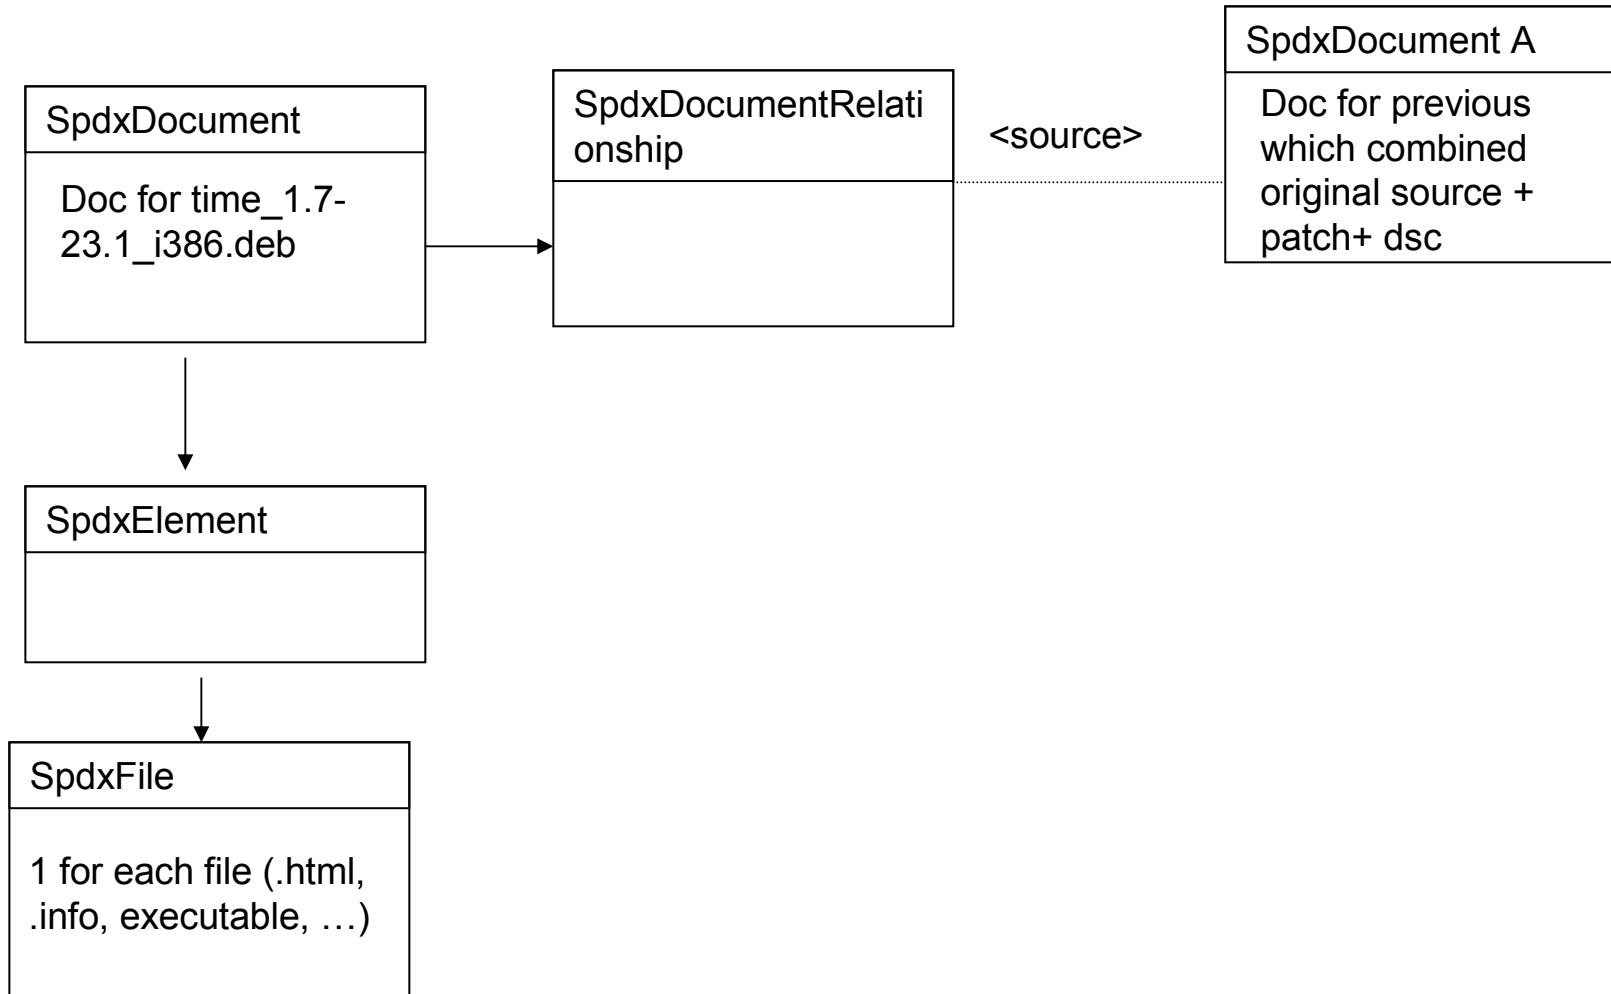 SpdxDocument
Doc for time_1.7-
23.1_i386.deb
SpdxDocumentRelati
onship
<source>
SpdxDocument A
Doc for previous
which combined
original source +
patch+ dsc
SpdxElement
SpdxFile
1 for each file (.html,
.info, executable, …)